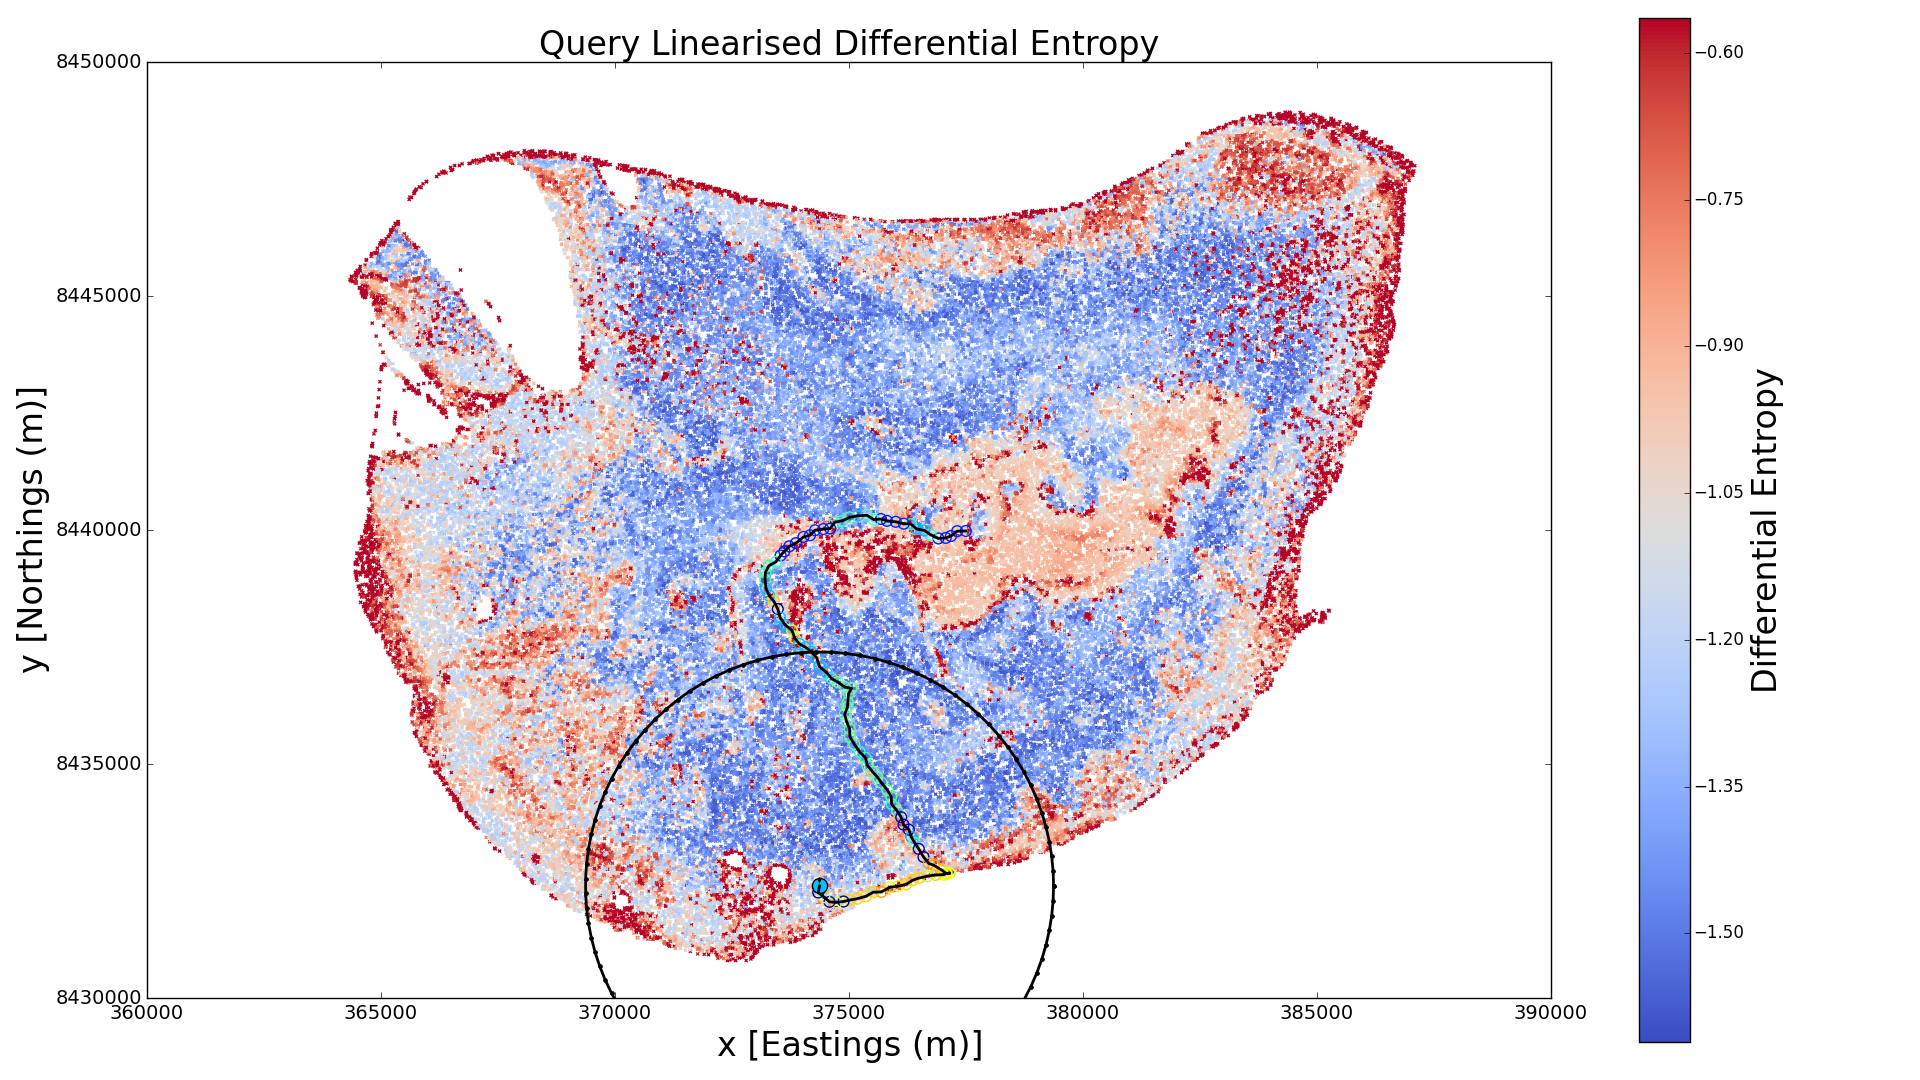 Query Linearised Differential Entropy
8450000
8445000
8440000
8435000
8430000
y [Northings (m)]
360000 365000 370000 375000 380000 385000 390000
x [Eastings (m)]
−0.60
−0.75
−0.90
−1.05
−1.20
−1.35
−1.50
Differential Entropy